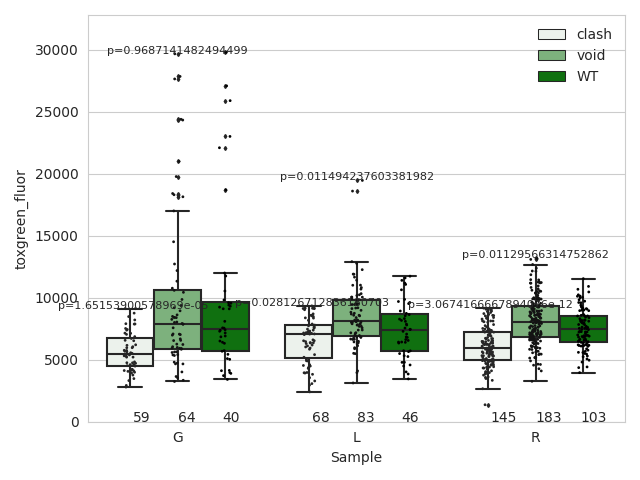 clash
void
WT
30000
25000
20000
15000
10000
5000
0
toxgreen_fluor
p=0.9687141482494499
p=0.011494237603381982
p=0.01129566314752862
59
64
40
68
83
46
145
183
103
G
L
R
Sample